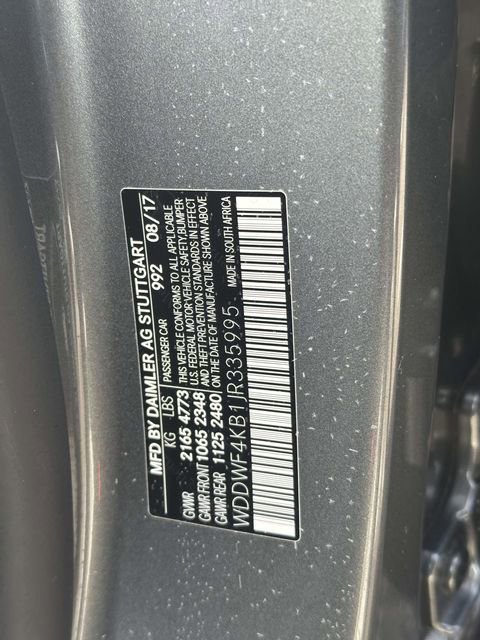 MFD BY DAIMLER AG STUTTGART
992 08/17
KG LBS PASSENGER CAR
GVWR 2165 4773 THIS VEHICLE CONFORMS TO ALL APPLICABLE
U.S. FEDERAL MOTOR VEHICLE SAFETY, BUMPER
GAWR FRONT 1065 2348 AND THEFT PREVENTION STANDARDS IN EFFECT
GAWR REAR 1125 2480 ON THE DATE OF MANUFACTURE SHOWN ABOVE.
WDDWF4KB1JR335995 MADE IN SOUTH AFRICA